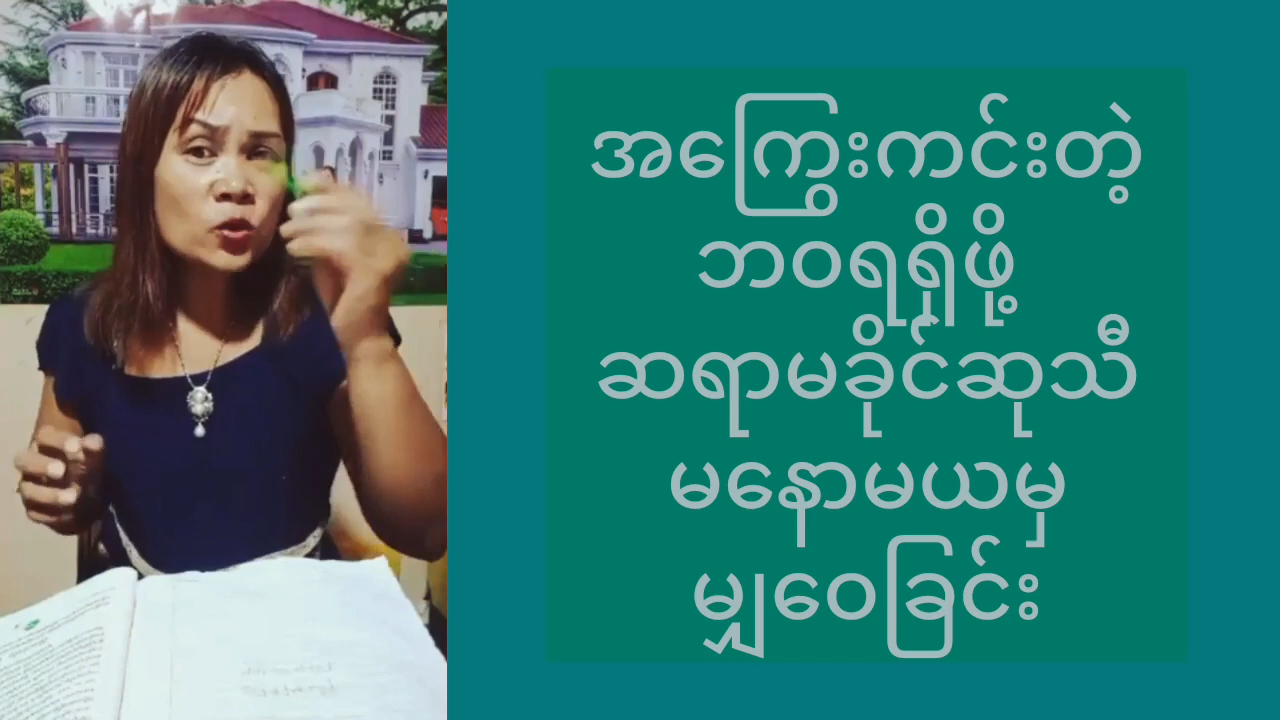 အကြွေးကင်းတဲ့
ဘဝရရှိဖို့
ဆရာမခိုင်ဆုသီ
မနောမယမှ
မျှဝေခြင်း